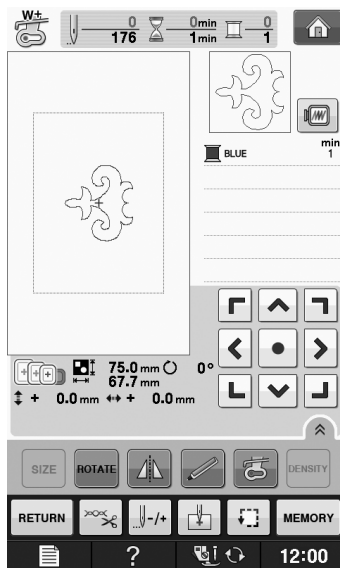 W+
0 0min 0
176 1min 1
min
BLUE 1
75.0 mm 0°
67.7 mm
+ 0.0 mm + 0.0 mm
SIZE ROTATE DENSITY
RETURN -/+ MEMORY
? 12:00